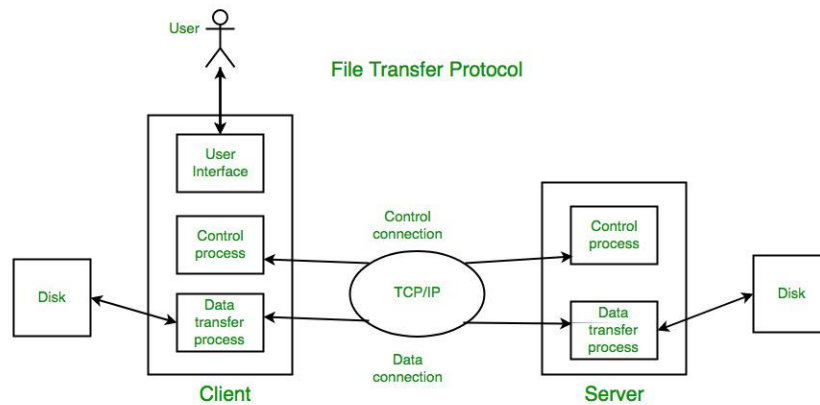 User
File Transfer Protocol
User
Interface
Control
process
Control
connection
Control
process
Disk
Data
transfer
process
TCP/IP
Data
transfer
process
Disk
Data
connection
Client
Server